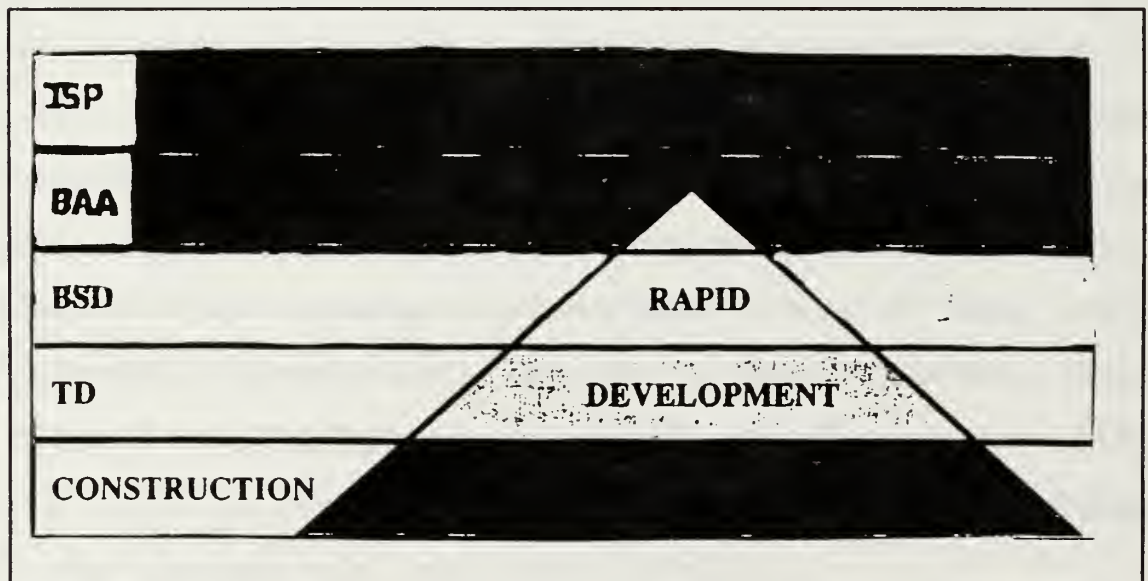 ISP
BAA
BSD
RAPID
TD
DEVELOPMENT
CONSTRUCTION